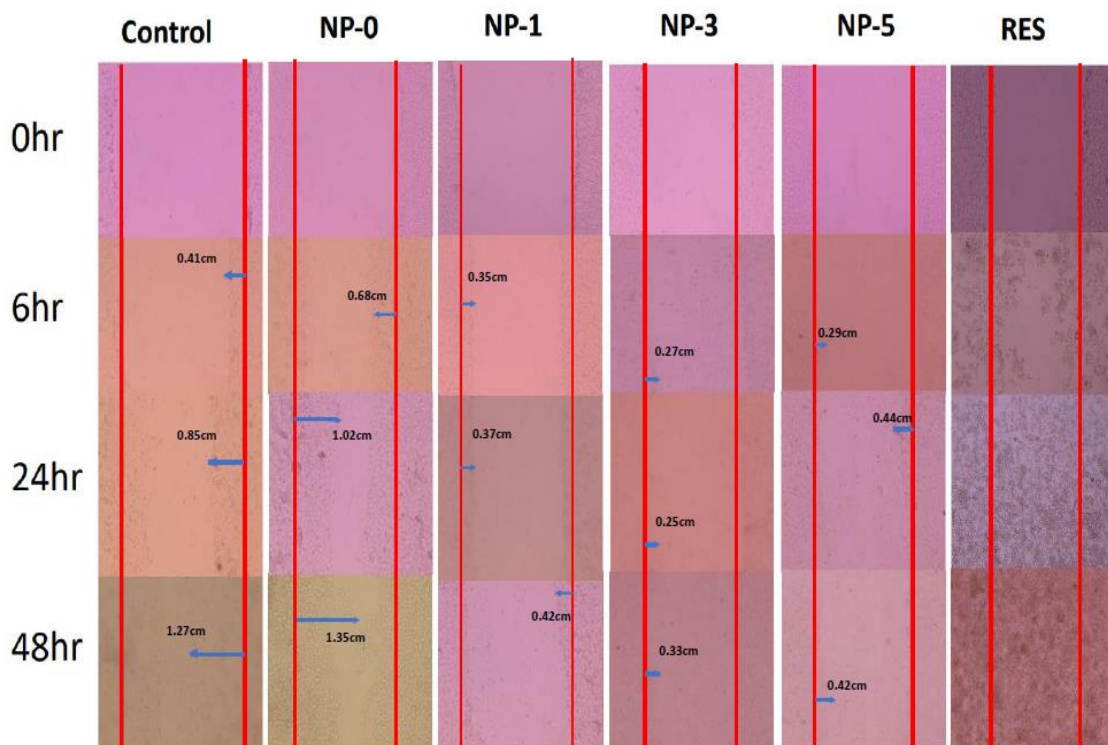 Control NP-0 NP-1 NP-3 NP-5 RES
0hr
6hr
0.41cm
0.68cm
0.35cm
0.27cm
0.29cm
24hr
0.85cm
1.02cm
0.37cm
0.25cm
0.44cm
48hr
1.27cm
1.35cm
0.42cm
0.33cm
0.42cm